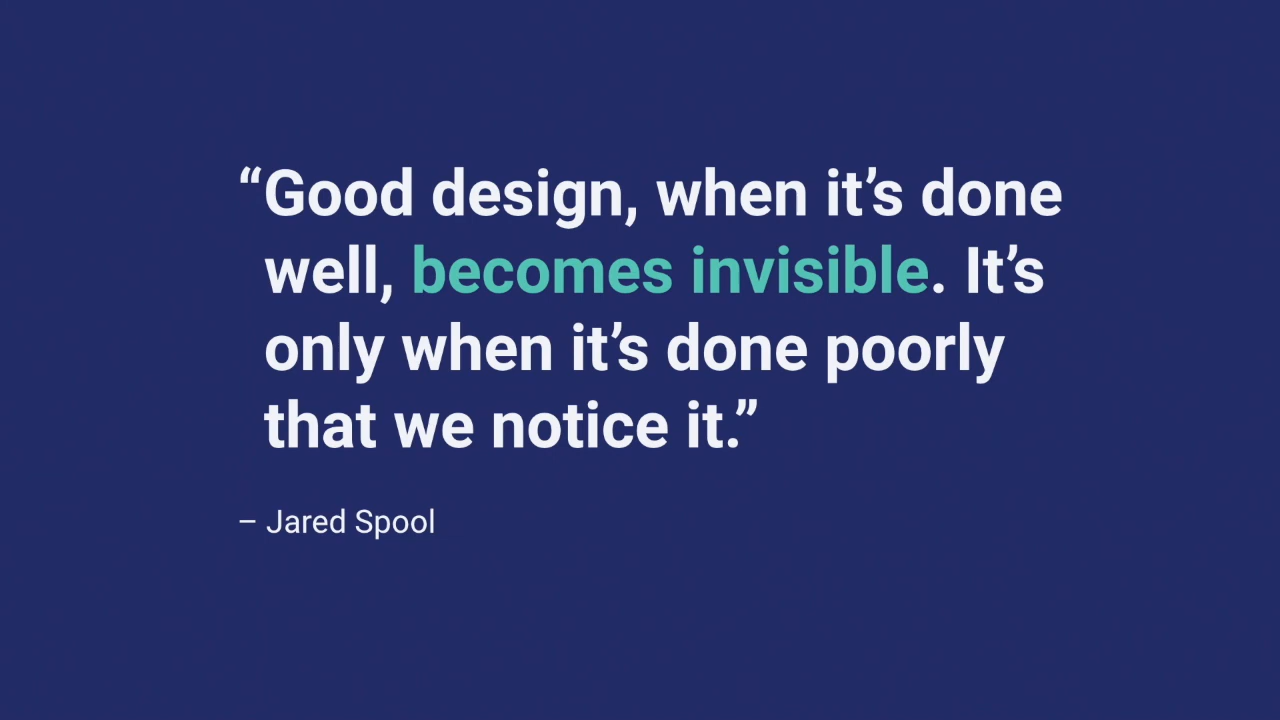 “Good design, when it’s done
well, becomes invisible. It’s
only when it’s done poorly
that we notice it.”
– Jared Spool